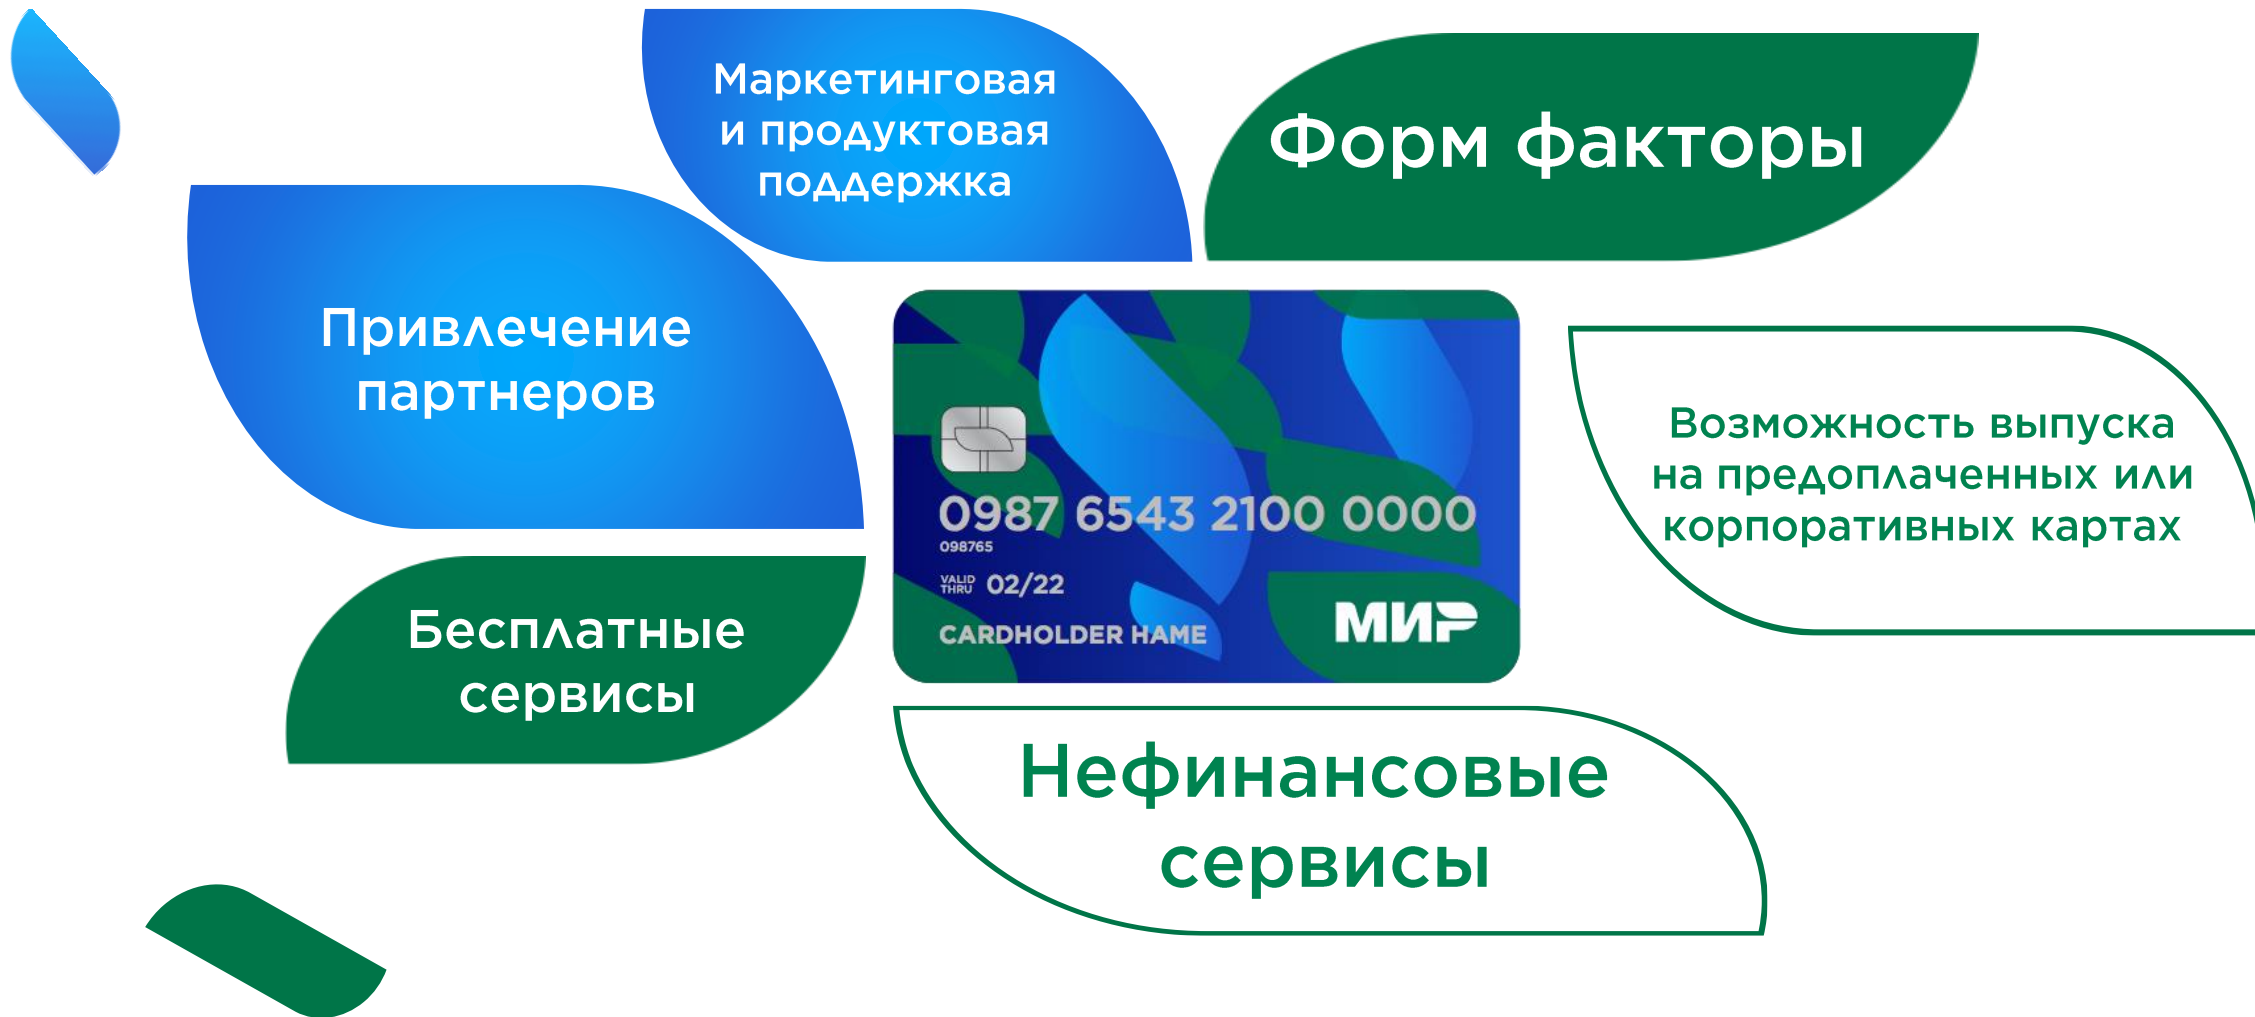 Маркетинговая
и продуктовая
поддержка
Форм факторы
Привлечение
партнеров
Возможность выпуска
на предоплаченных или
корпоративных картах
0987 6543 2100 0000
098765
VALID
THRU 02/22
CARDHOLDER НАМЕ
МИР
Бесплатные
сервисы
Нефинансовые
сервисы